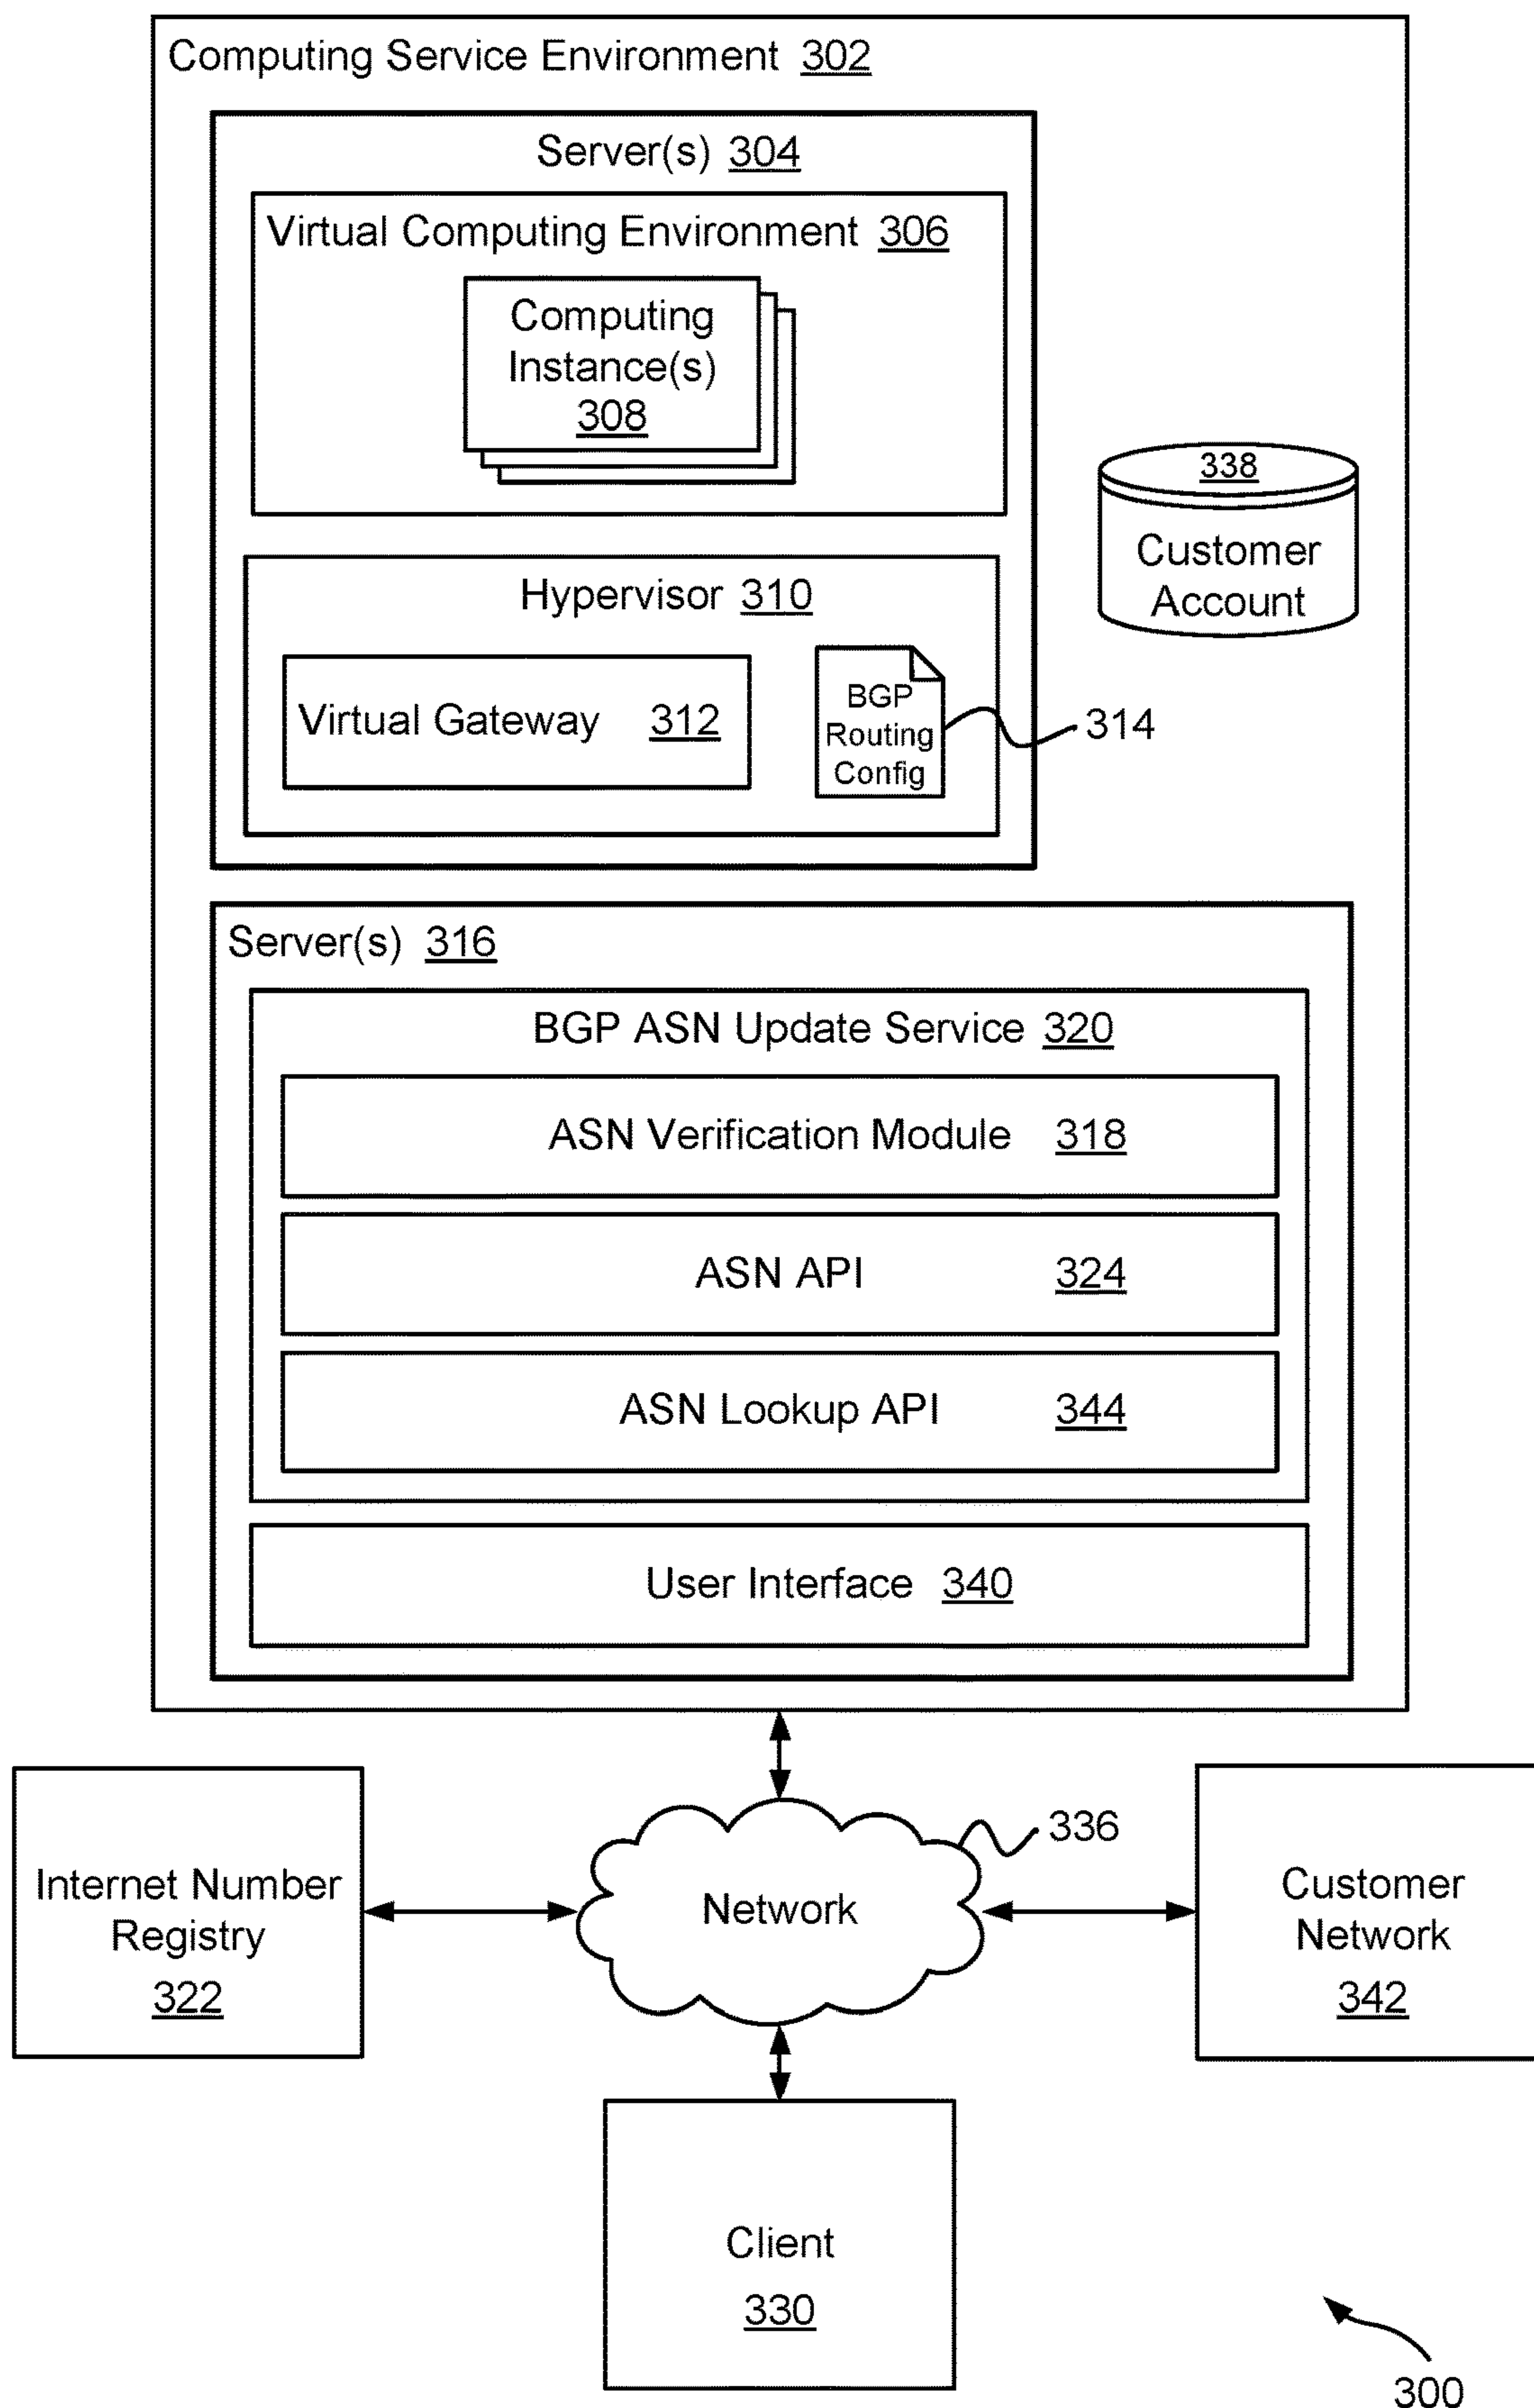 Computing Service Environment 302
Server(s) 304
Virtual Computing Environment 306
Computing
Instance(s)
308
338
Customer
Account
Hypervisor 310
Virtual Gateway 312
BGP
Routing
Config
314
Server(s) 316
BGP ASN Update Service 320
ASN Verification Module 318
ASN API 324
ASN Lookup API 344
User Interface 340
336
Internet Number
Registry
322
Network
Customer
Network
342
Client
330
300